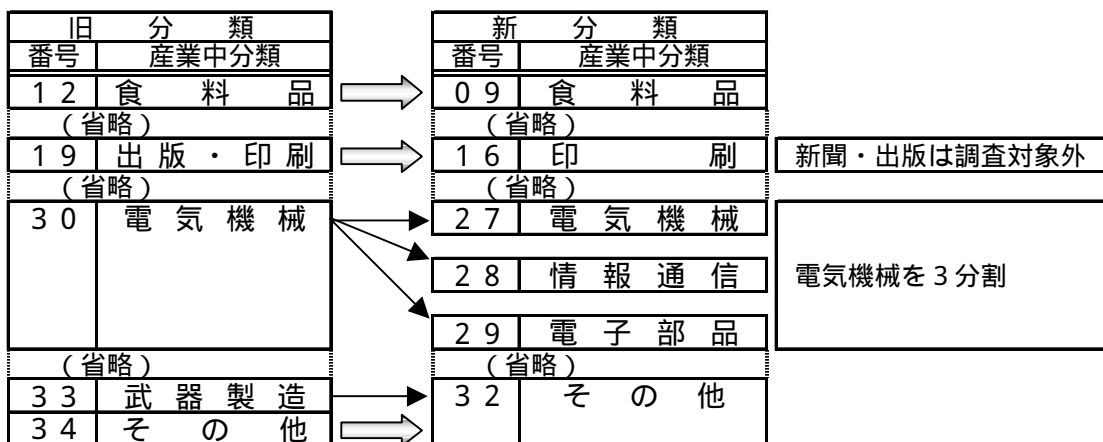 旧分類 新分類
番号 産業中分類 番号 産業中分類
12 食料品 09 食料品
(省略) (省略)
19 出版・印刷 16 印刷 新聞・出版は調査対象外
(省略) (省略)
30 電気機械 27 電気機械
28 情報通信 電気機械を3分割
29 電子部品
(省略) (省略)
33 武器製造 32 その他
34 その他